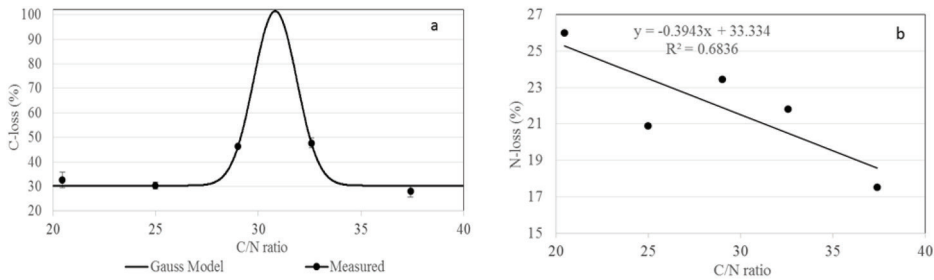 a
C-loss (%)
100
90
80
70
60
50
40
30
20
20 25 30 35 40
C/N ratio
Gauss Model Measured
b
y = -0.3943x + 33.334
R² = 0.6836
N-loss (%)
27
25
23
21
19
17
15
20 25 30 35 40
C/N ratio